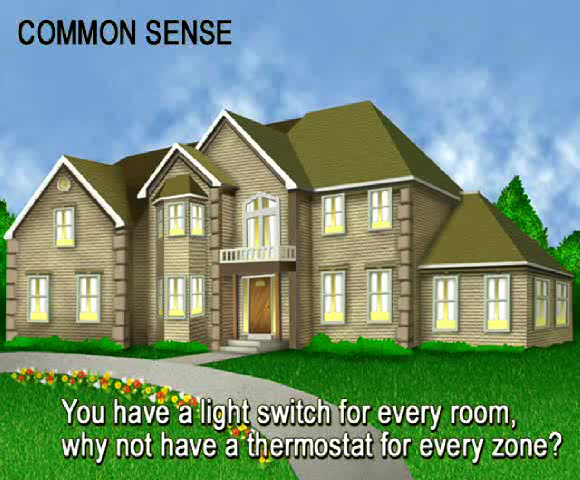 COMMON SENSE
You have a light switch for every room,
why not have a thermostat for every zone?